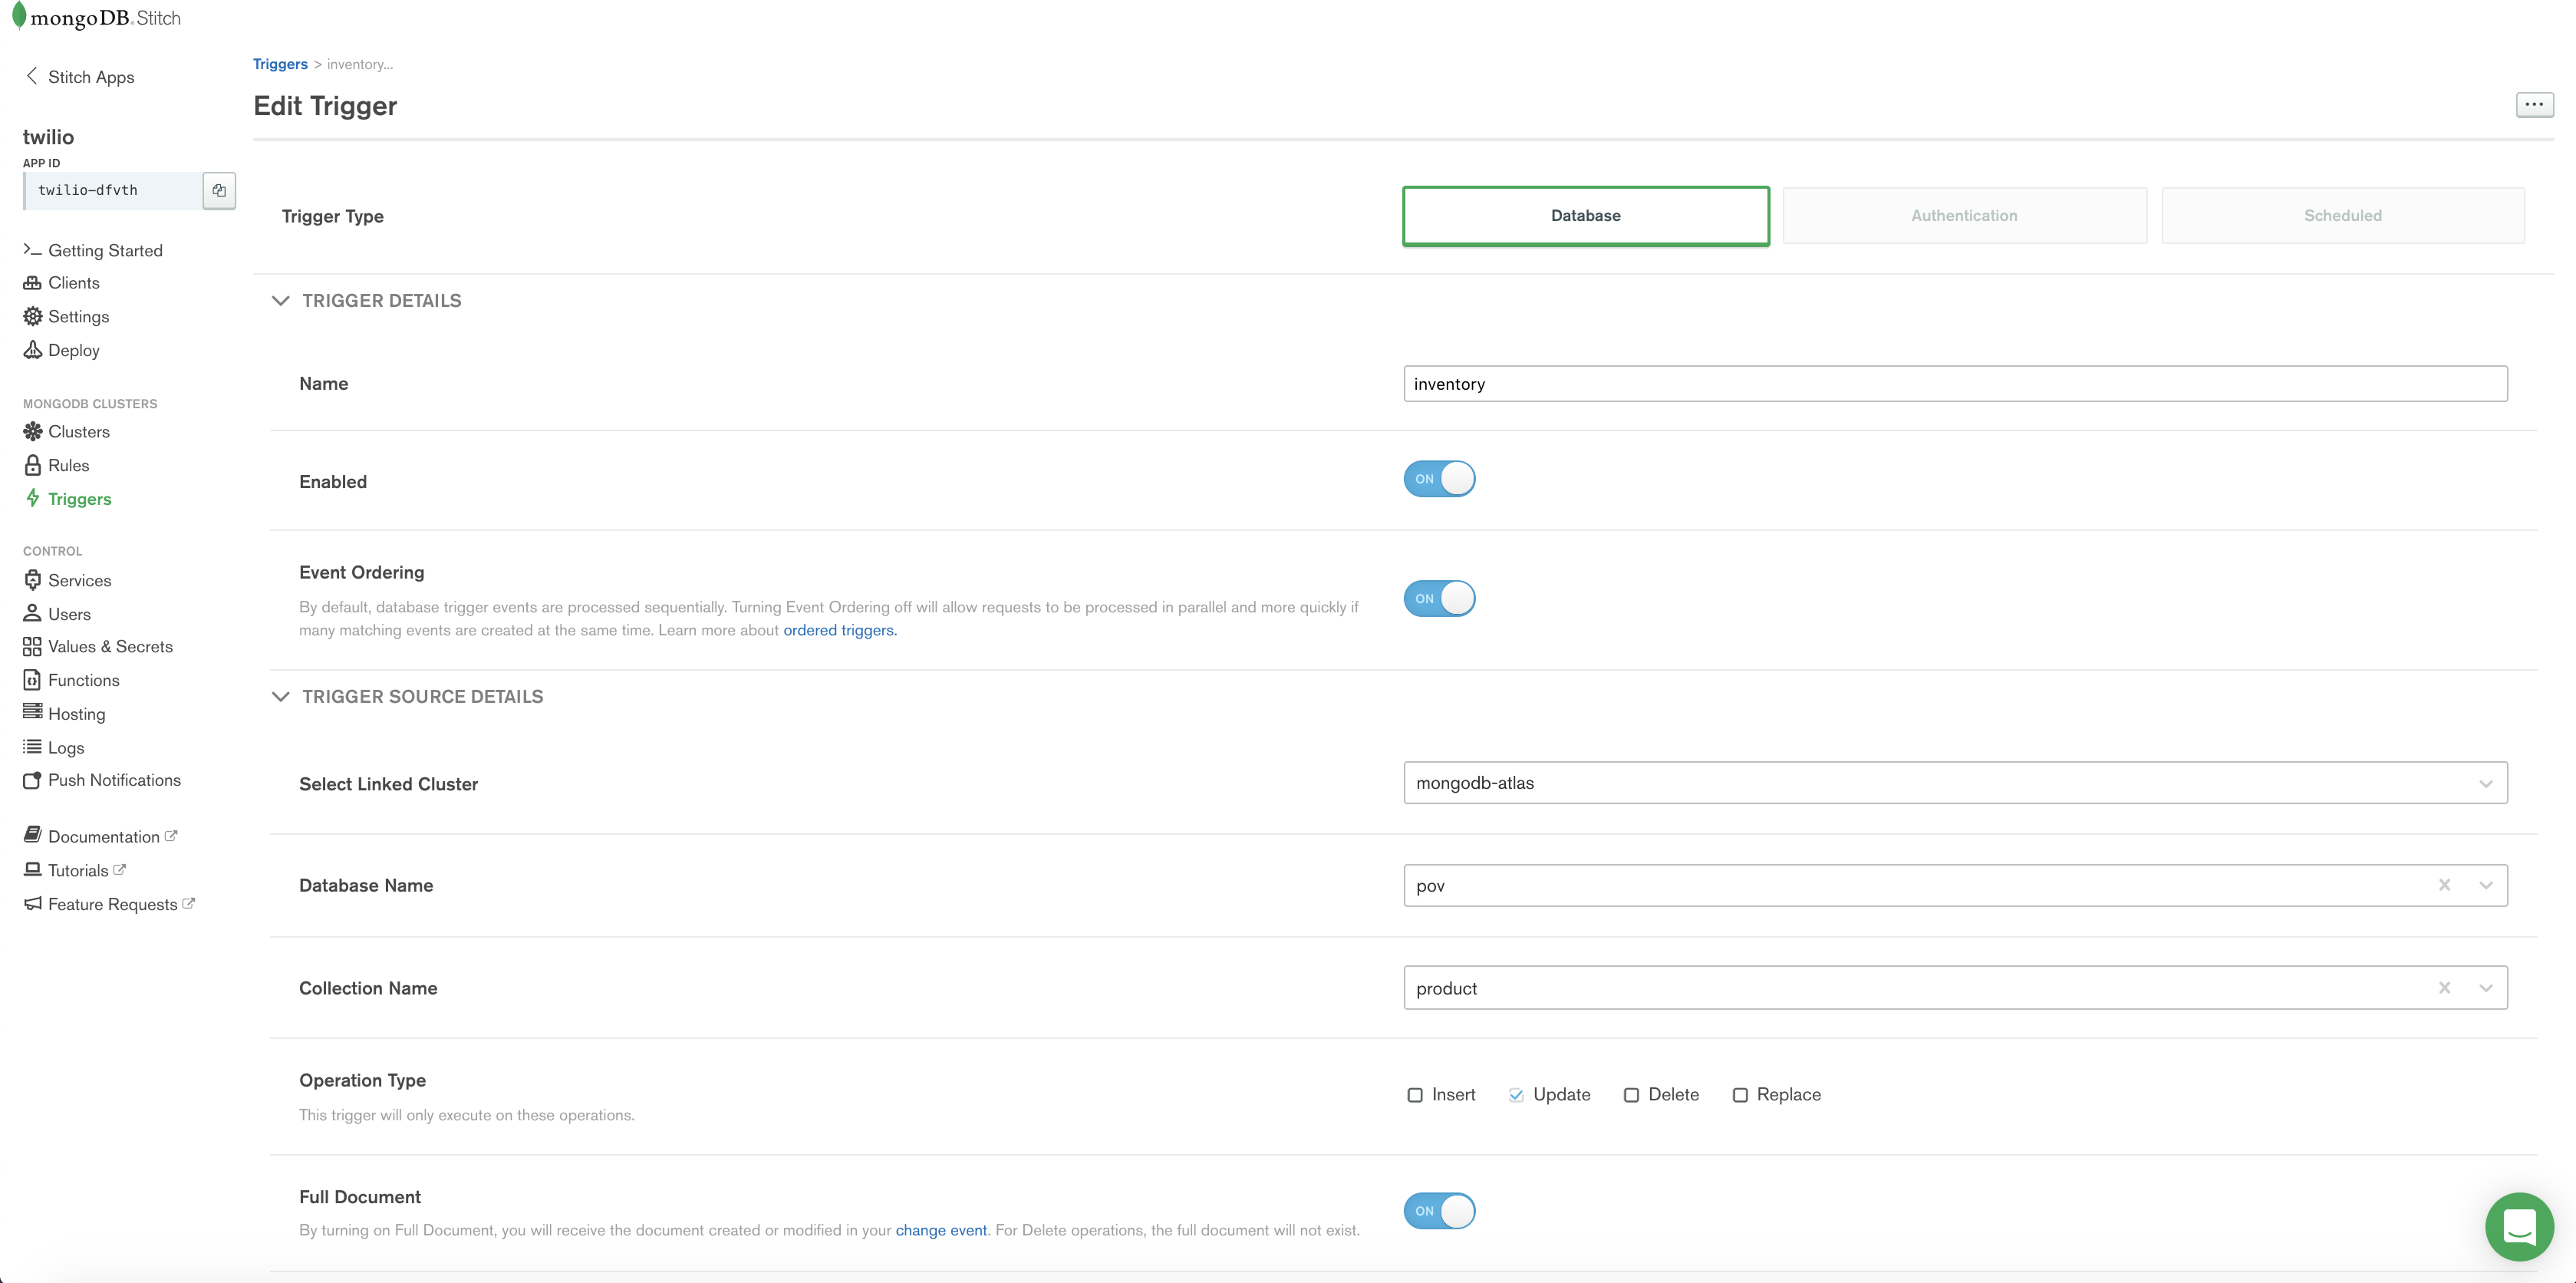 mongoDB. Stitch
Stitch Apps
twilio
APP ID
twilio-dfvth
Getting Started
Clients
Settings
Deploy
MONGODB CLUSTERS
Clusters
Rules
Triggers
CONTROL
Services
Users
Values & Secrets
Functions
Hosting
Logs
Push Notifications
Documentation
Tutorials
Feature Requests
Triggers > inventory...
Edit Trigger
Trigger Type
Database
Authentication
Scheduled
TRIGGER DETAILS
Name
inventory
Enabled
ON
Event Ordering
By default, database trigger events are processed sequentially. Turning Event Ordering off will allow requests to be processed in parallel and more quickly if
many matching events are created at the same time. Learn more about ordered triggers.
ON
TRIGGER SOURCE DETAILS
Select Linked Cluster
mongodb-atlas
Database Name
pov
Collection Name
product
Operation Type
This trigger will only execute on these operations.
Insert
Update
Delete
Replace
Full Document
By turning on Full Document, you will receive the document created or modified in your change event. For Delete operations, the full document will not exist.
ON